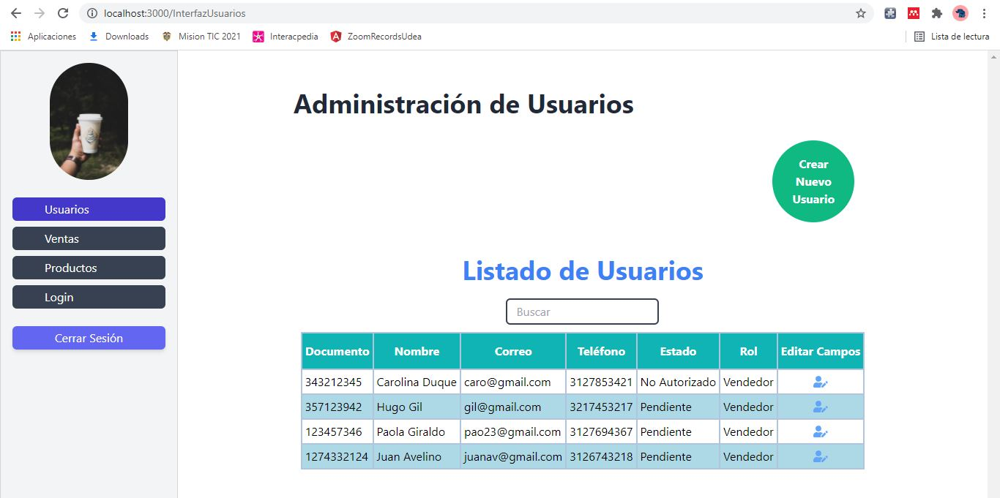 localhost:3000/InterfazUsuarios
Aplicaciones Downloads Mision TIC 2021 Interacpedia ZoomRecordsUdea Lista de lectura
Usuarios
Ventas
Productos
Login
Cerrar Sesión
Administración de Usuarios
Crear
Nuevo
Usuario
Listado de Usuarios
Buscar
Documento Nombre Correo Teléfono Estado Rol Editar Campos
343212345 Carolina Duque caro@gmail.com 3127853421 No Autorizado Vendedor
357123942 Hugo Gil gil@gmail.com 3217453217 Pendiente Vendedor
123457346 Paola Giraldo pao23@gmail.com 3127694367 Pendiente Vendedor
1274332124 Juan Avelino juanav@gmail.com 3126743218 Pendiente Vendedor